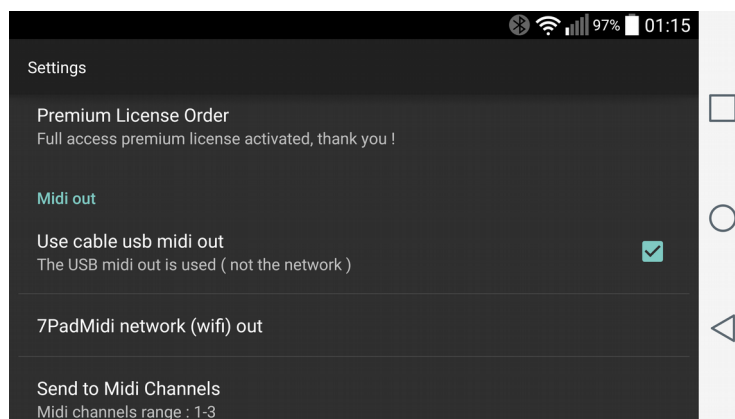 97% 01:15
Settings
Premium License Order
Full access premium license activated, thank you !
Midi out
Use cable usb midi out
The USB midi out is used ( not the network )
7PadMidi network (wifi) out
Send to Midi Channels
Midi channels range : 1-3